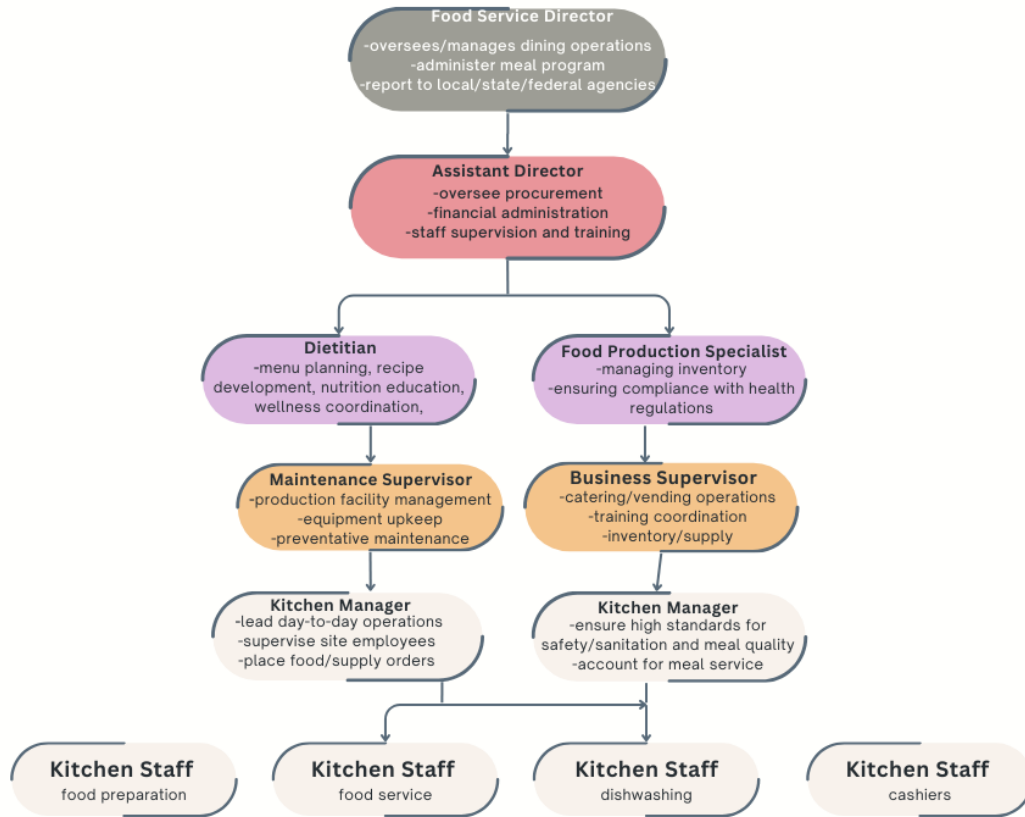 Food Service Director
-oversees/manages dining operations
-administer meal program
-report to local/state/federal agencies
Assistant Director
-oversee procurement
-financial administration
-staff supervision and training
Dietitian
-menu planning, recipe
development, nutrition education,
wellness coordination,
Food Production Specialist
-managing inventory
-ensuring compliance with health
regulations
Maintenance Supervisor
-production facility management
-equipment upkeep
-preventative maintenance
Business Supervisor
-catering/vending operations
-training coordination
-inventory/supply
Kitchen Manager
-lead day-to-day operations
-supervise site employees
-place food/supply orders
Kitchen Manager
-ensure high standards for
safety/sanitation and meal quality
-account for meal service
Kitchen Staff
food preparation
Kitchen Staff
food service
Kitchen Staff
dishwashing
Kitchen Staff
cashiers